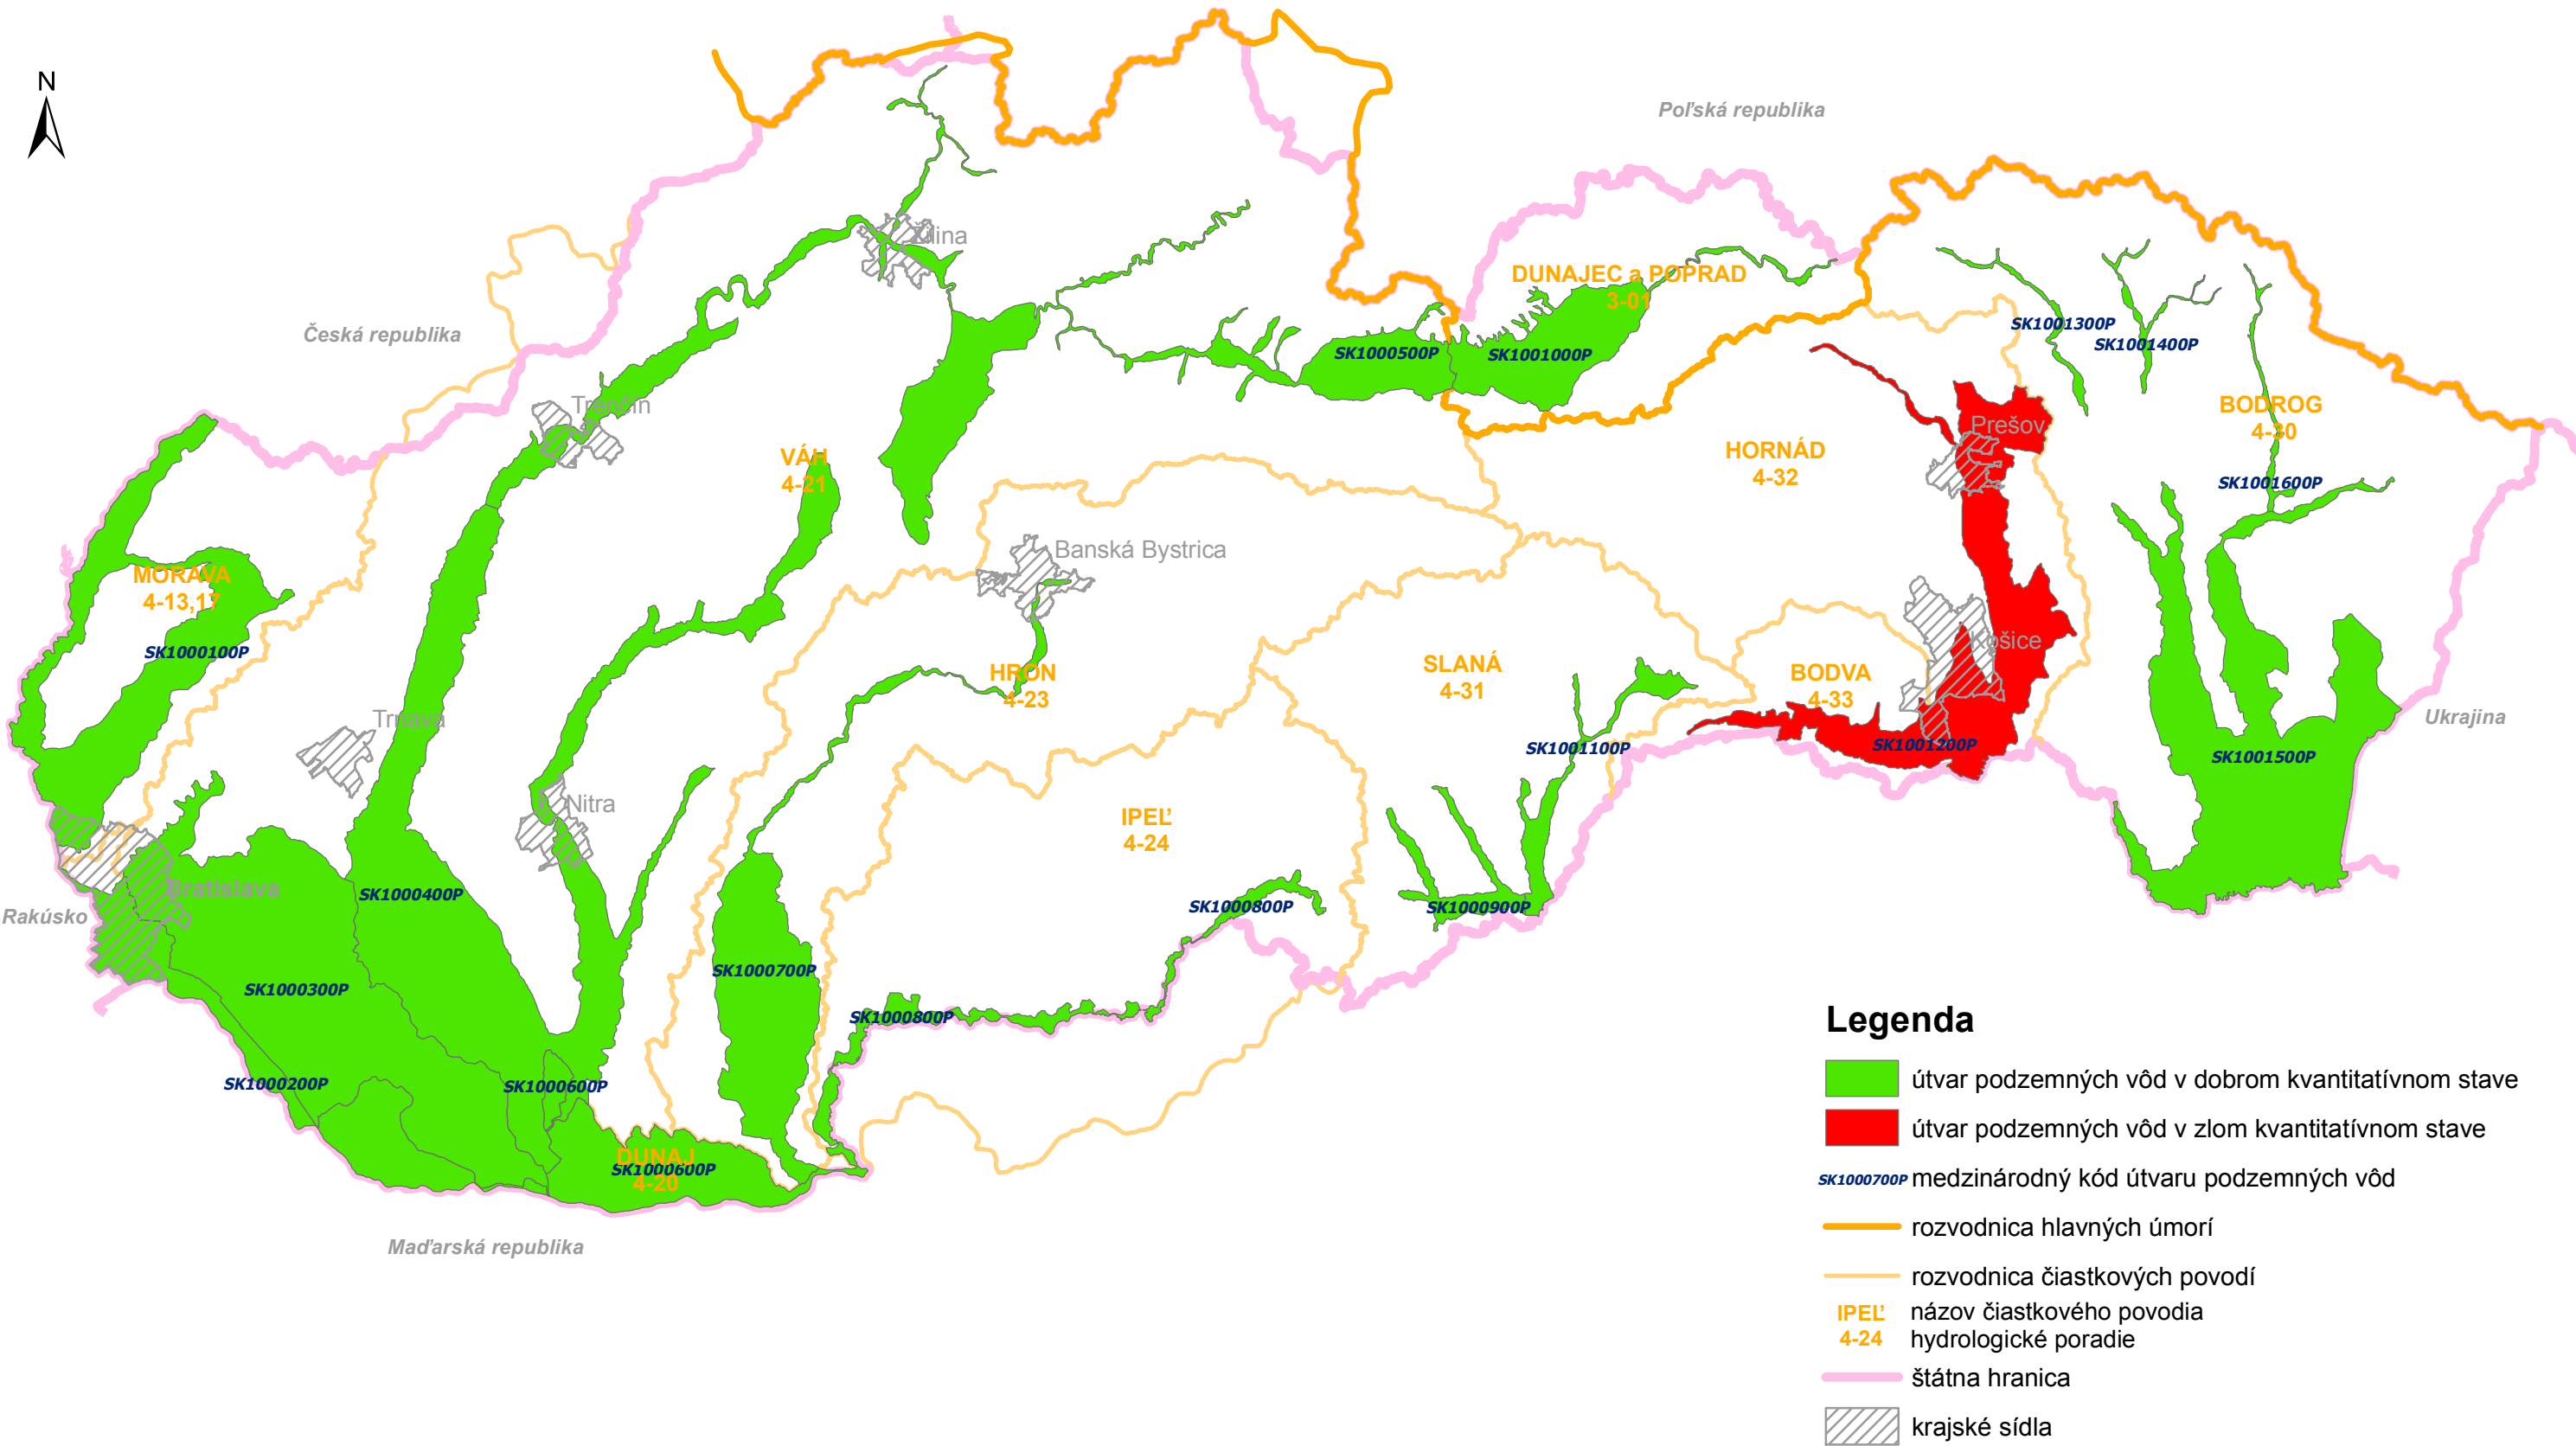 N
Poľská republika
Žilina
DUNAJEC a POPRAD
3-01
Česká republika
SK1001300P
SK1001400P
SK1000500P
SK1001000P
Trenčín
BODROG
4-30
Prešov
VÁH
4-21
HORNÁD
4-32
SK1001600P
Banská Bystrica
MORAVA
4-13,17
SK1000100P
Košice
HRON
4-23
SLANÁ
4-31
BODVA
4-33
Trnava
Ukrajina
SK1001100P
SK1001200P
SK1001500P
Nitra
IPEĽ
4-24
Bratislava
SK1000400P
Rakúsko
SK1000800P
SK1000900P
SK1000700P
SK1000300P
SK1000800P
SK1000200P
SK1000600P
DUNAJ
SK1000600P
4-20
Maďarská republika
Legenda
útvar podzemných vôd v dobrom kvantitatívnom stave
útvar podzemných vôd v zlom kvantitatívnom stave
SK1000700P medzinárodný kód útvaru podzemných vôd
rozvodnica hlavných úmorí
rozvodnica čiastkových povodí
IPEĽ názov čiastkového povodia
4-24 hydrologické poradie
štátna hranica
krajské sídla